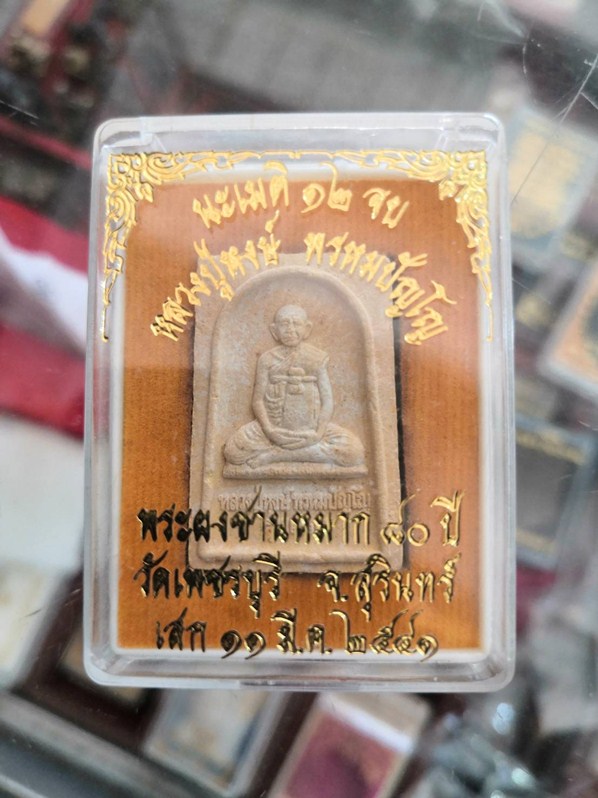 นะเมติ ๑๒ จบ
หลวงปู่หงษ์ พรหมปัญโญ
พระผงชานหมาก ๘๐ ปี
วัดเพชรบุรี จ.สุรินทร์
เสก ๑๑ มี.ค. ๒๕๔๑